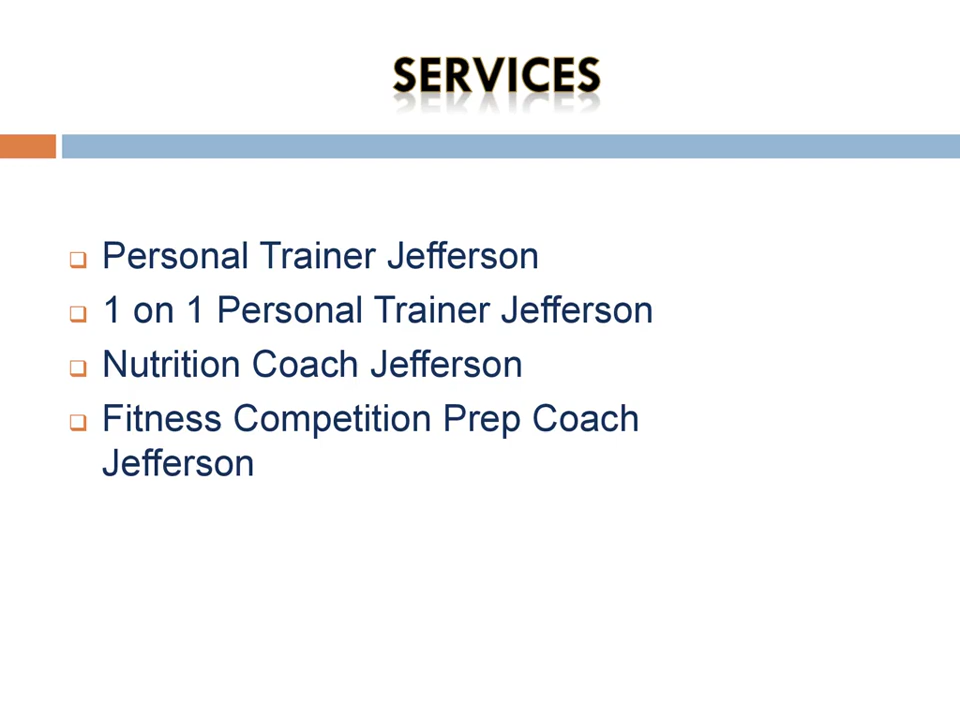 SERVICES
Personal Trainer Jefferson
1 on 1 Personal Trainer Jefferson
Nutrition Coach Jefferson
Fitness Competition Prep Coach
Jefferson